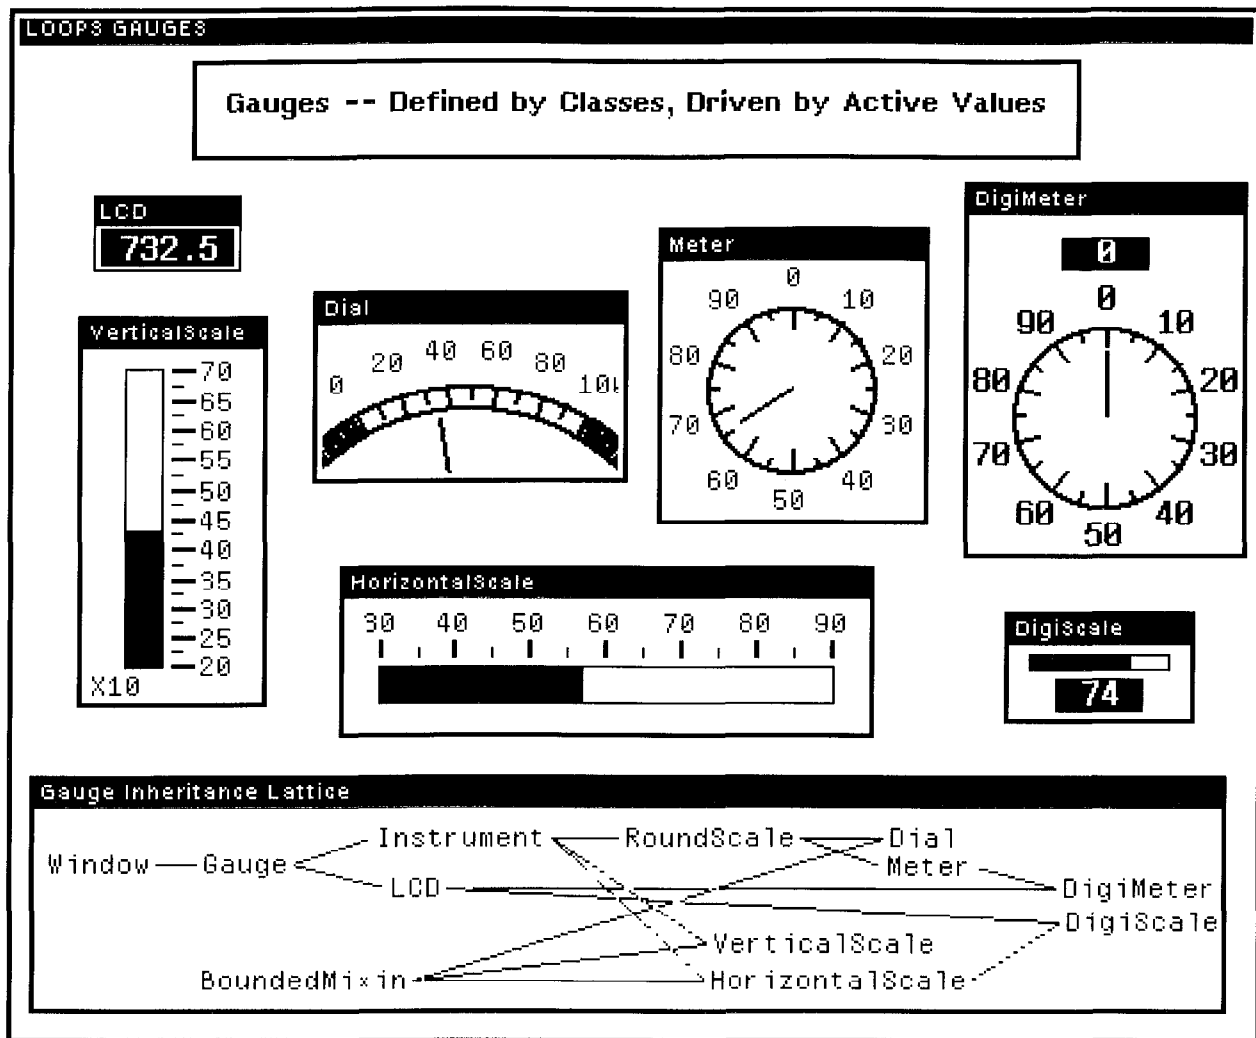 LOOPS GAUGES
Gauges -- Defined by Classes, Driven by Active Values
LCD
732.5
VerticalScale
70
65
60
55
50
45
40
35
30
25
20
X10
Dial
0 20 40 60 80 100
Meter
0
10
20
30
40
50
60
70
80
90
DigiMeter
0
0
10
20
30
40
50
60
70
80
90
HorizontalScale
30 40 50 60 70 80 90
DigiScale
74
Gauge Inheritance Lattice
Instrument RoundScale Dial
Window Gauge Meter
LCD DigiMeter
DigiScale
VerticalScale
BoundedMixin HorizontalScale